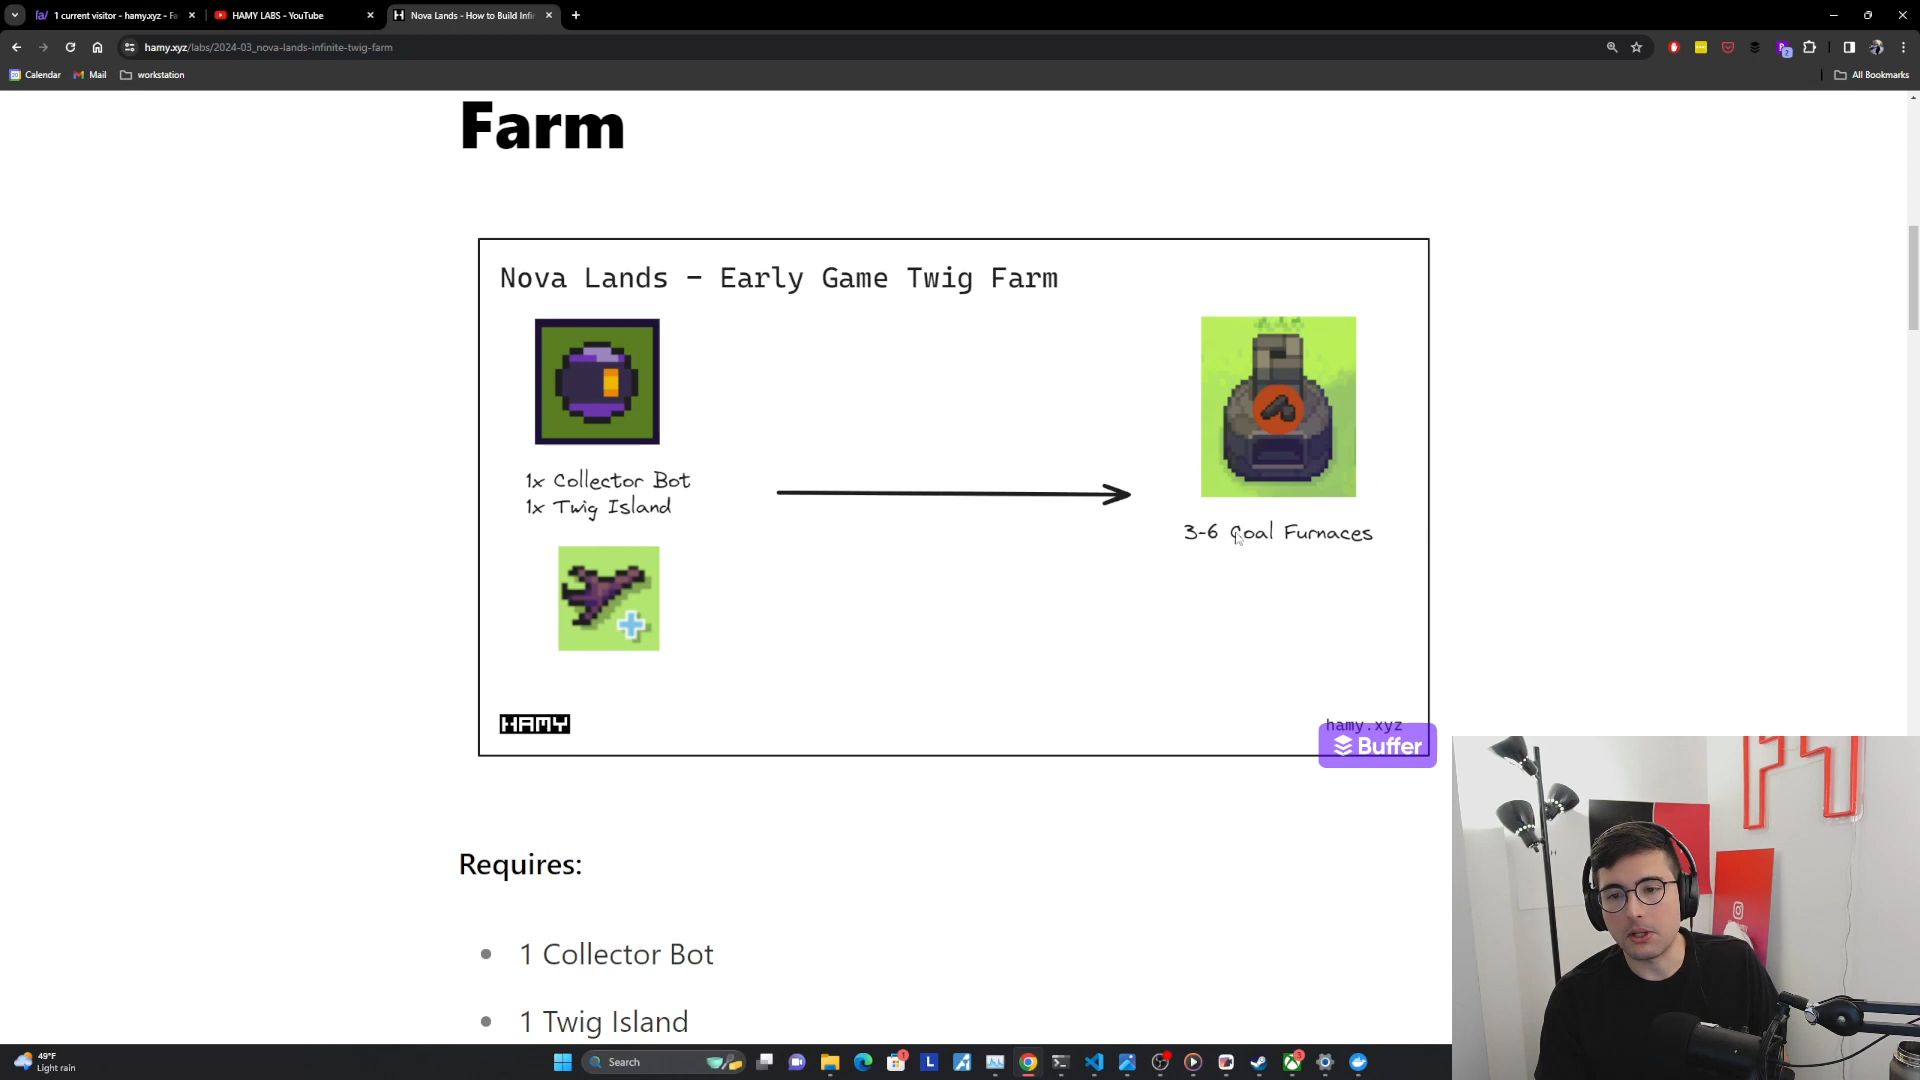 1 current visitor - hamy.xyz - Fa
HAMY LABS - YouTube
Nova Lands - How to Build Infi
hamy.xyz/labs/2024-03_nova-lands-infinite-twig-farm
Calendar
Mail
workstation
All Bookmarks
Farm
Nova Lands - Early Game Twig Farm
1x Collector Bot
1x Twig Island
3-6 Coal Furnaces
HAMY
hamy.xyz
Buffer
Requires:
1 Collector Bot
1 Twig Island
49°F
Light rain
Search